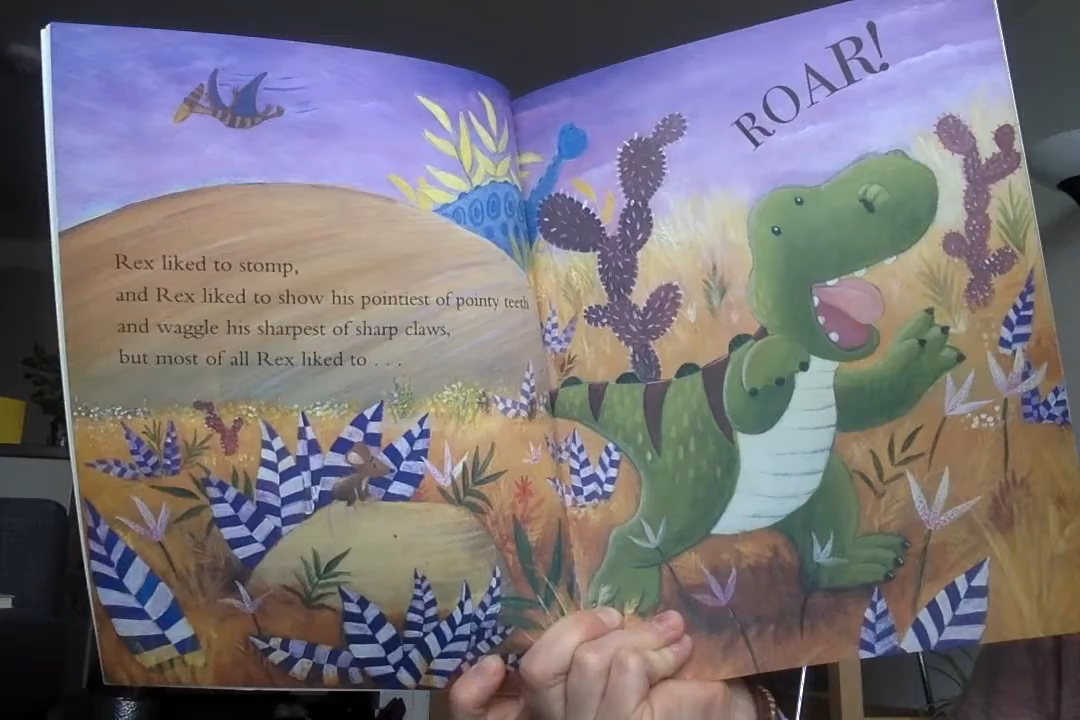 Rex liked to stomp,
and Rex liked to show his pointiest of pointy teeth
and waggle his sharpest of sharp claws,
but most of all Rex liked to . . .
ROAR!